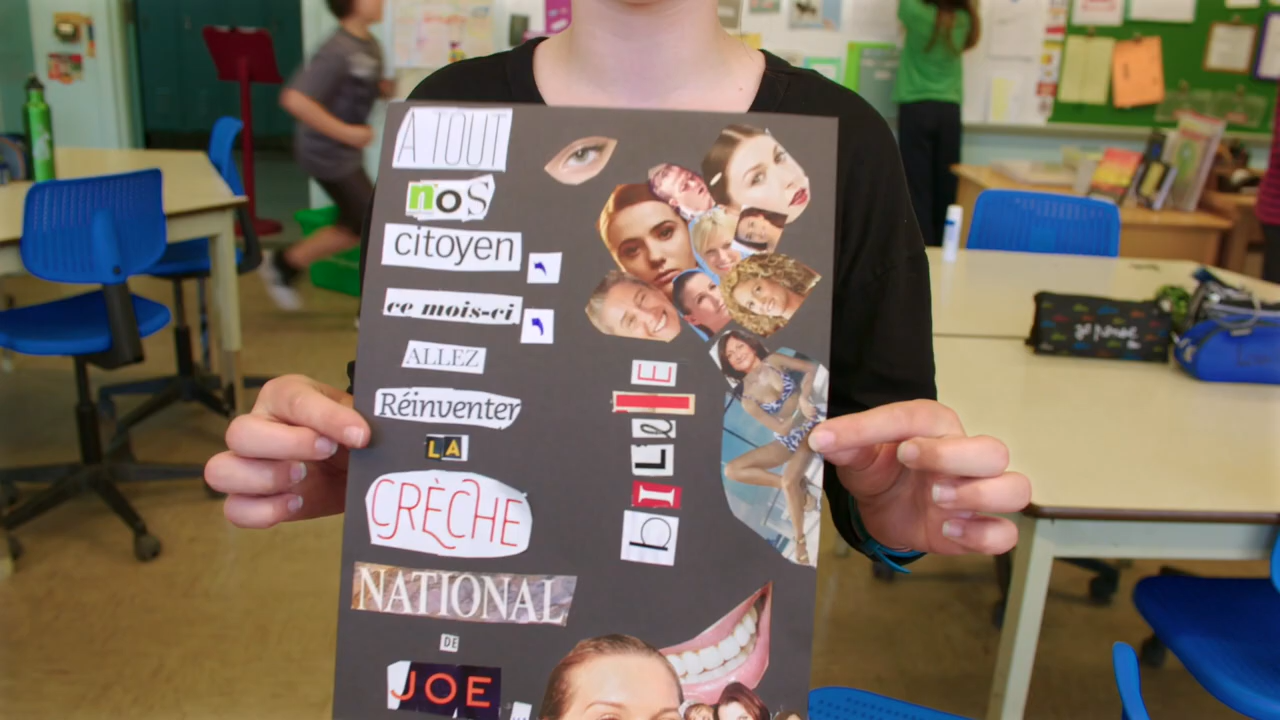 A TOUT
nos
citoyen,
ce mois-ci,
ALLEZ
Réinventer
LA
CRÈCHE
NATIONAL
DE
JOE